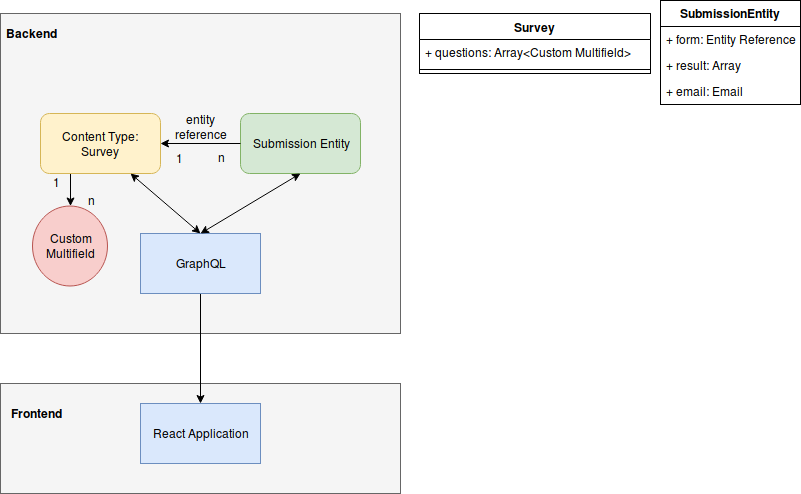 Backend
Content Type:
Survey
entity
reference
1
n
Submission Entity
1
n
Custom
Multifield
GraphQL
Frontend
React Application
Survey
+ questions: Array<Custom Multifield>
SubmissionEntity
+ form: Entity Reference
+ result: Array
+ email: Email